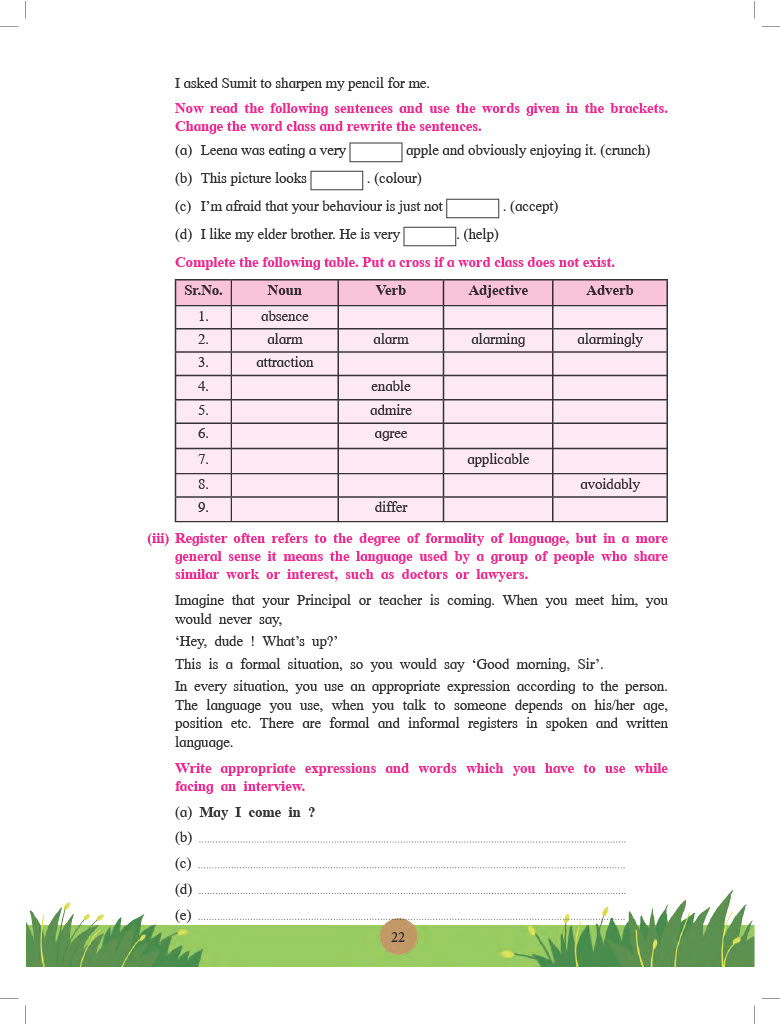 I asked Sumit to sharpen my pencil for me.
Now read the following sentences and use the words given in the brackets.
Change the word class and rewrite the sentences.
(a) Leena was eating a very apple and obviously enjoying it. (crunch)
(b) This picture looks . (colour)
(c) I'm afraid that your behaviour is just not . (accept)
(d) I like my elder brother. He is very . (help)
Complete the following table. Put a cross if a word class does not exist.
Sr.No. Noun Verb Adjective Adverb
1. absence
2. alarm alarm alarming alarmingly
3. attraction
4. enable
5. admire
6. agree
7. applicable
8. avoidably
9. differ
(iii) Register often refers to the degree of formality of language, but in a more
general sense it means the language used by a group of people who share
similar work or interest, such as doctors or lawyers.
Imagine that your Principal or teacher is coming. When you meet him, you
would never say,
‘Hey, dude ! What’s up?’
This is a formal situation, so you would say ‘Good morning, Sir’.
In every situation, you use an appropriate expression according to the person.
The language you use, when you talk to someone depends on his/her age,
position etc. There are formal and informal registers in spoken and written
language.
Write appropriate expressions and words which you have to use while
facing an interview.
(a) May I come in ?
(b) ........................................................
(c) ........................................................
(d) ........................................................
(e) ........................................................
22